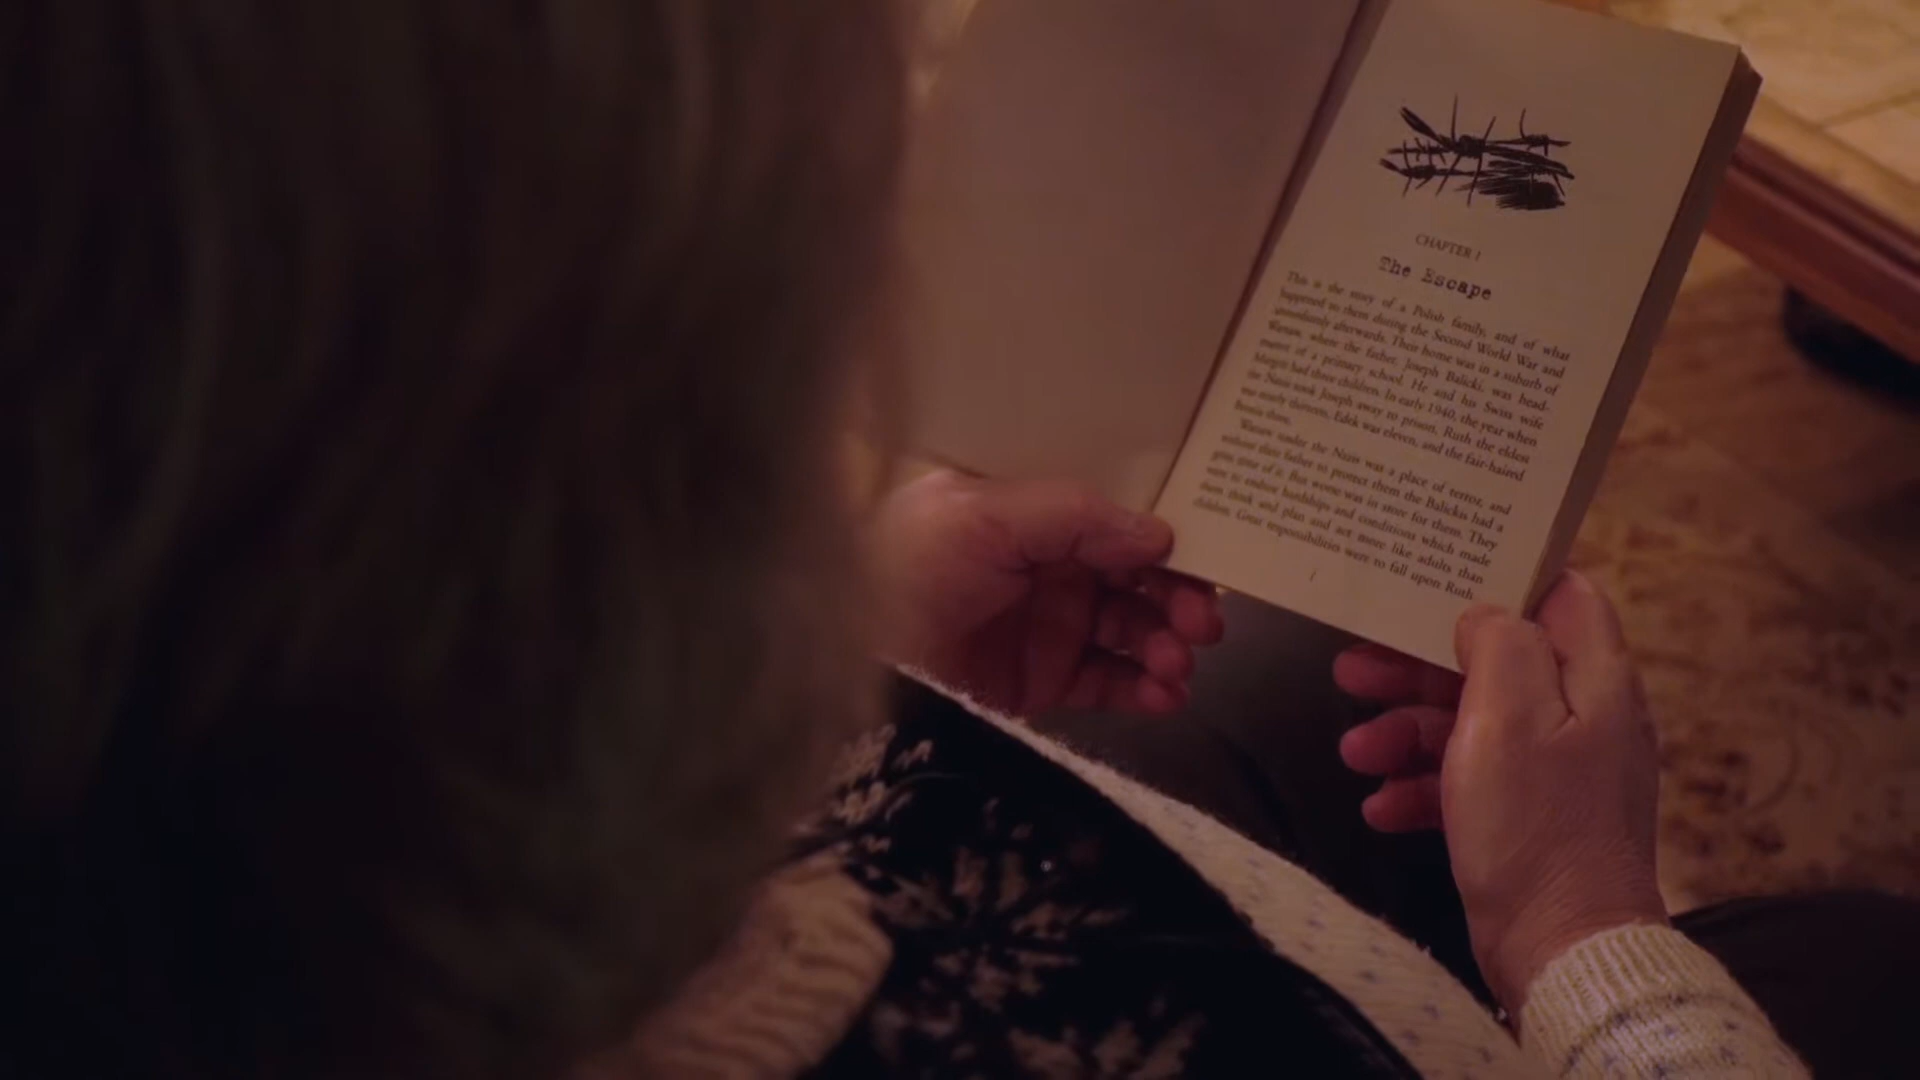 CHAPTER 1
The Escape
This is the story of a Polish family, and of what
happened to them during the Second World War and
immediately afterwards. Their home was in a suburb of
Warsaw, where the father, Joseph Balicki, was head-
master of a primary school. He and his Swiss wife
Margrit had three children. In early 1940, the year when
the Nazis took Joseph away to prison, Ruth the eldest
was nearly thirteen, Edek was eleven, and the fair-haired
Bronia three.
Warsaw under the Nazis was a place of terror, and
without their father to protect them the Balickis had a
grim time of it. But worse was in store for them. They
were to endure hardships and conditions which made
them think and plan and act more like adults than
children. Great responsibilities were to fall upon Ruth
1